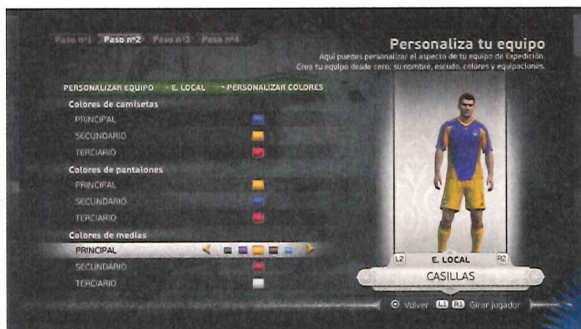 Paso nº1 Paso nº2 Paso nº3 Paso nº4
Personaliza tu equipo
Aquí puedes personalizar el aspecto de tu equipo de Expedición.
Crea tu equipo desde cero; su nombre, escudo, colores y equipaciones.
PERSONALIZAR EQUIPO E. LOCAL PERSONALIZAR COLORES
Colores de camisetas
PRINCIPAL
SECUNDARIO
TERCIARIO
Colores de pantalones
PRINCIPAL
SECUNDARIO
TERCIARIO
Colores de medias
PRINCIPAL
SECUNDARIO
TERCIARIO
L2 E. LOCAL R2
CASILLAS
Volver L1 R1 Girar jugador